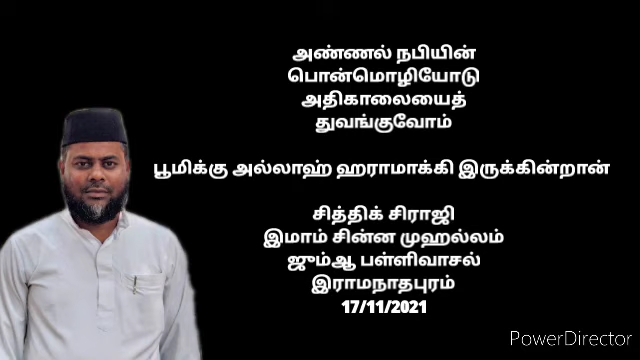 அண்ணல் நபியின்
பொன்மொழியோடு
அதிகாலையைத்
துவங்குவோம்
பூமிக்கு அல்லாஹ் ஹராமாக்கி இருக்கின்றான்
சித்திக் சிராஜி
இமாம் சின்ன முஹல்லம்
ஜும்ஆ பள்ளிவாசல்
இராமநாதபுரம்
17/11/2021
PowerDirector